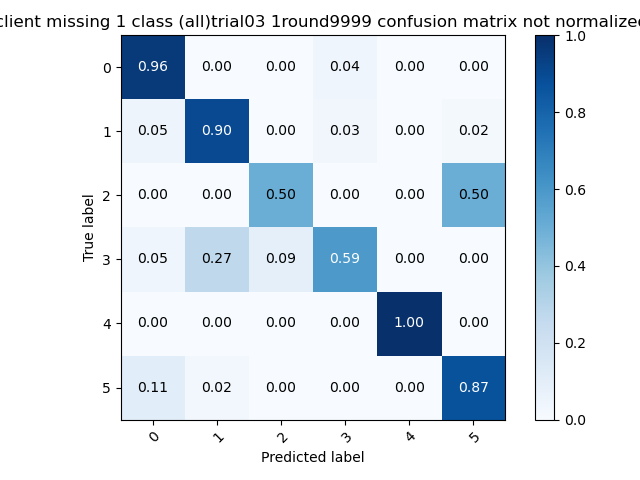 client missing 1 class (all)trial03 1round9999 confusion matrix not normalized
0 0.96 0.00 0.00 0.04 0.00 0.00
1 0.05 0.90 0.00 0.03 0.00 0.02
2 0.00 0.00 0.50 0.00 0.00 0.50
3 0.05 0.27 0.09 0.59 0.00 0.00
4 0.00 0.00 0.00 0.00 1.00 0.00
5 0.11 0.02 0.00 0.00 0.00 0.87
0 1 2 3 4 5
True label
Predicted label
1.0
0.8
0.6
0.4
0.2
0.0